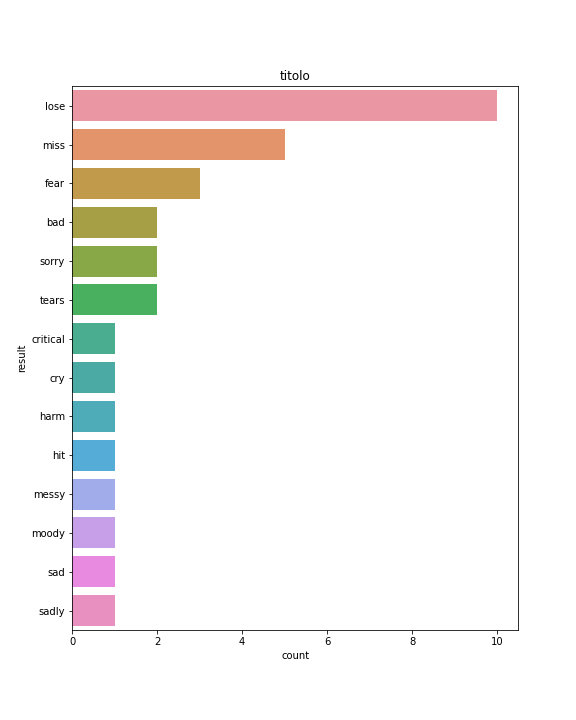 titolo
lose
miss
fear
bad
sorry
tears
critical
cry
harm
hit
messy
moody
sad
sadly
result
0 2 4 6 8 10
count